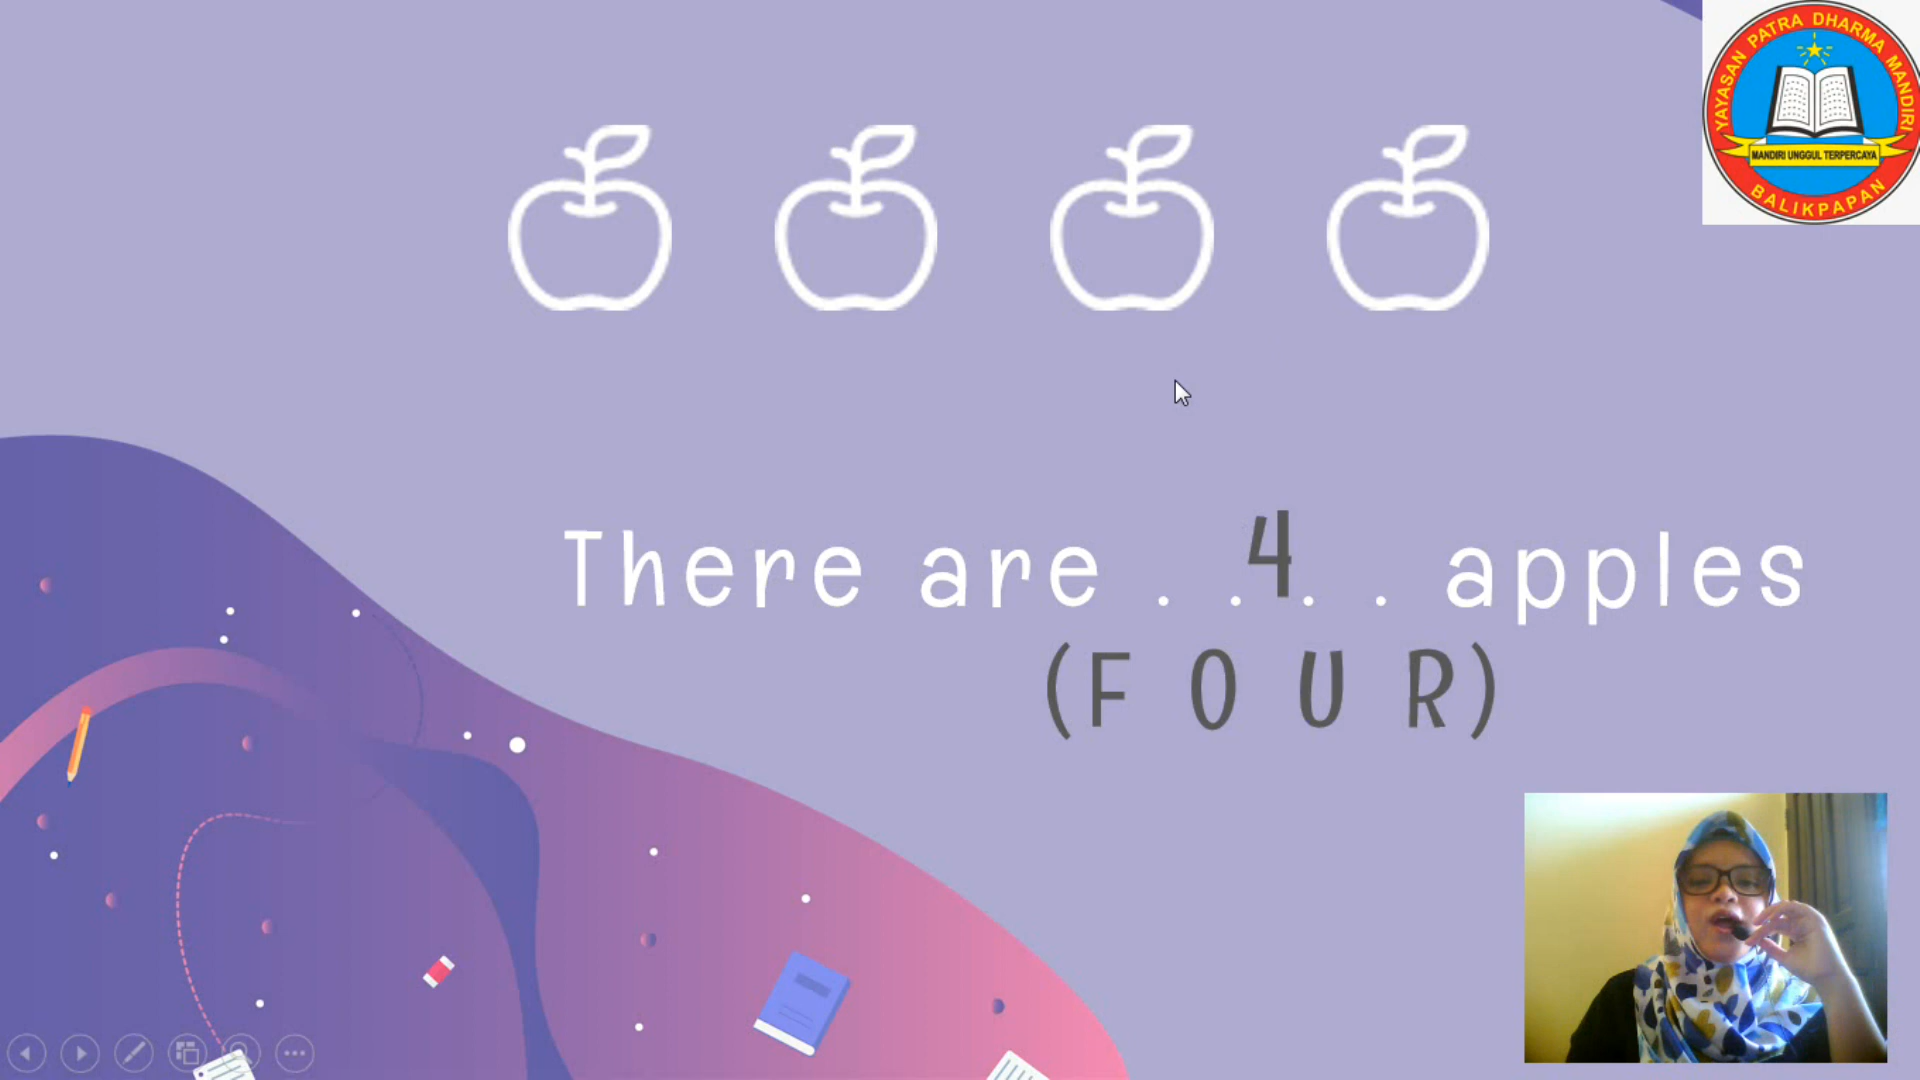 YAYASAN PATRA DHARMA MANDIRI
MANDIRI UNGGUL TERPERCAYA
BALIKPAPAN
There are . . 4 . . apples
(F O U R)